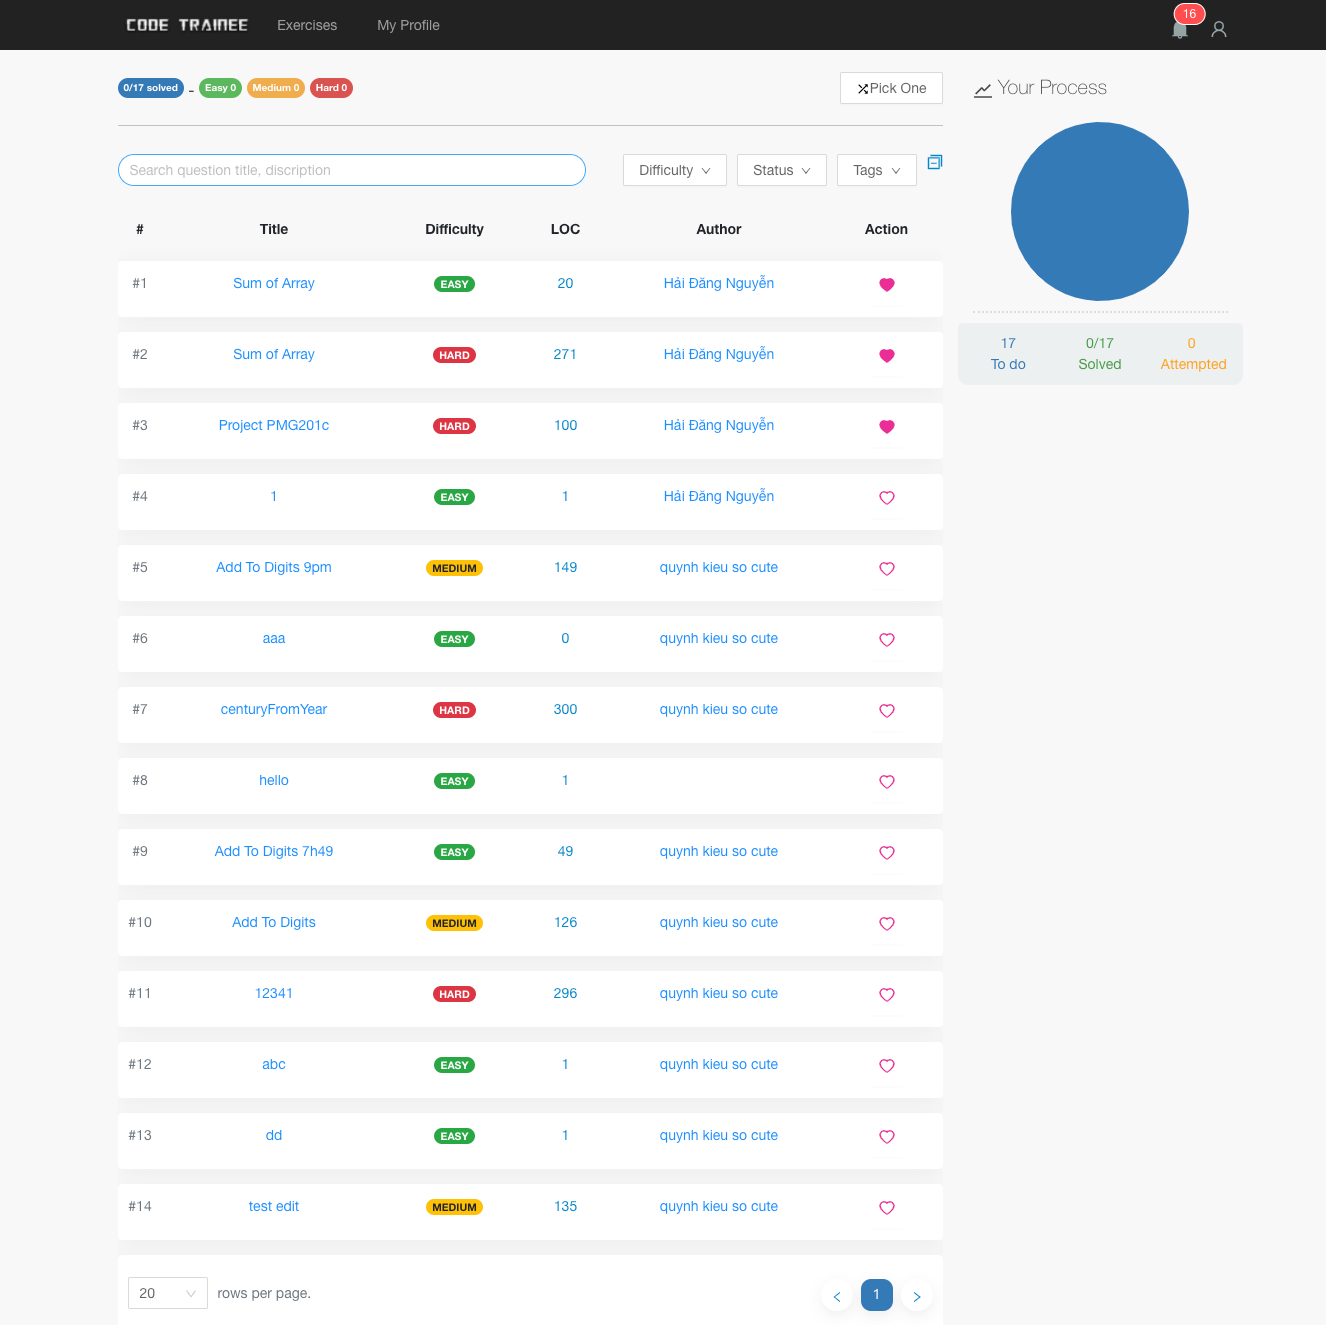 CODE TRAINEE Exercises My Profile 16
0/17 solved - Easy 0 Medium 0 Hard 0 Pick One Your Process
Search question title, discription Difficulty Status Tags
# Title Difficulty LOC Author Action
#1 Sum of Array EASY 20 Hải Đăng Nguyễn
17 0/17 0
To do Solved Attempted
#2 Sum of Array HARD 271 Hải Đăng Nguyễn
#3 Project PMG201c HARD 100 Hải Đăng Nguyễn
#4 1 EASY 1 Hải Đăng Nguyễn
#5 Add To Digits 9pm MEDIUM 149 quynh kieu so cute
#6 aaa EASY 0 quynh kieu so cute
#7 centuryFromYear HARD 300 quynh kieu so cute
#8 hello EASY 1
#9 Add To Digits 7h49 EASY 49 quynh kieu so cute
#10 Add To Digits MEDIUM 126 quynh kieu so cute
#11 12341 HARD 296 quynh kieu so cute
#12 abc EASY 1 quynh kieu so cute
#13 dd EASY 1 quynh kieu so cute
#14 test edit MEDIUM 135 quynh kieu so cute
20 rows per page. < 1 >